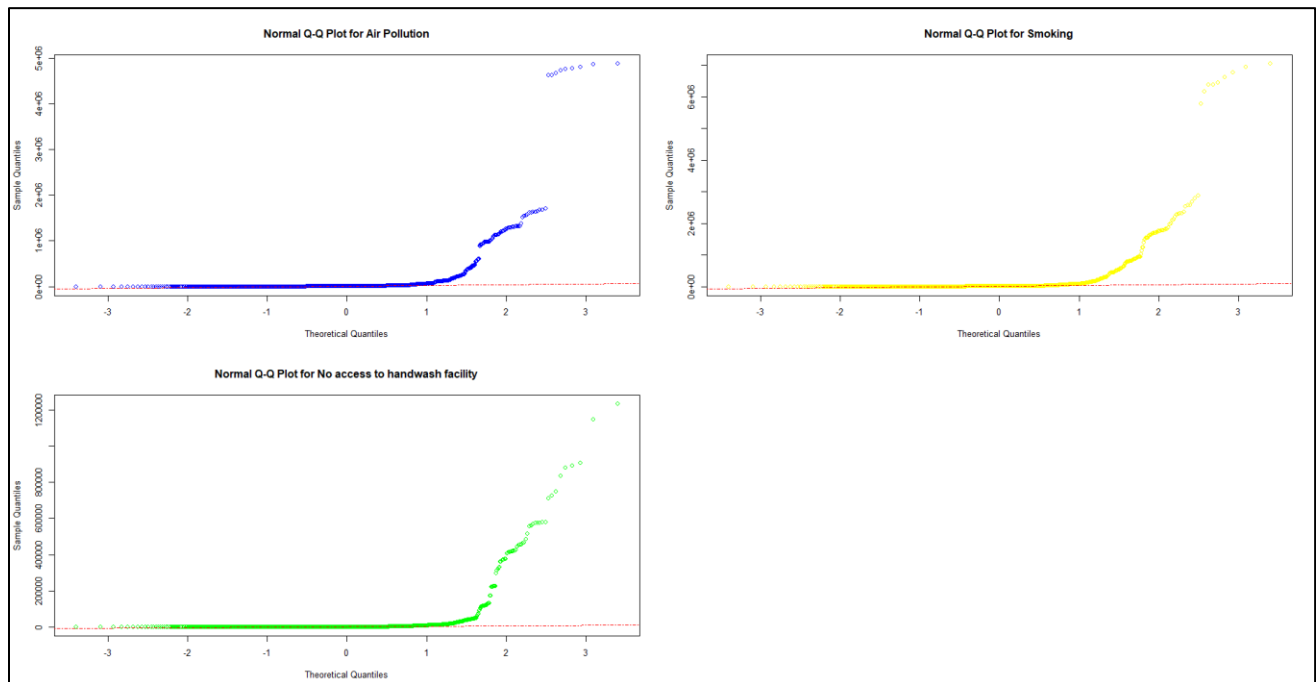 Normal Q-Q Plot for Air Pollution
Sample Quantiles
5e+06
4e+06
3e+06
2e+06
1e+06
0e+00
-3 -2 -1 0 1 2 3
Theoretical Quantiles
Normal Q-Q Plot for Smoking
Sample Quantiles
6e+06
4e+06
2e+06
0e+00
-3 -2 -1 0 1 2 3
Theoretical Quantiles
Normal Q-Q Plot for No access to handwash facility
Sample Quantiles
1200000
800000
600000
400000
200000
0
-3 -2 -1 0 1 2 3
Theoretical Quantiles